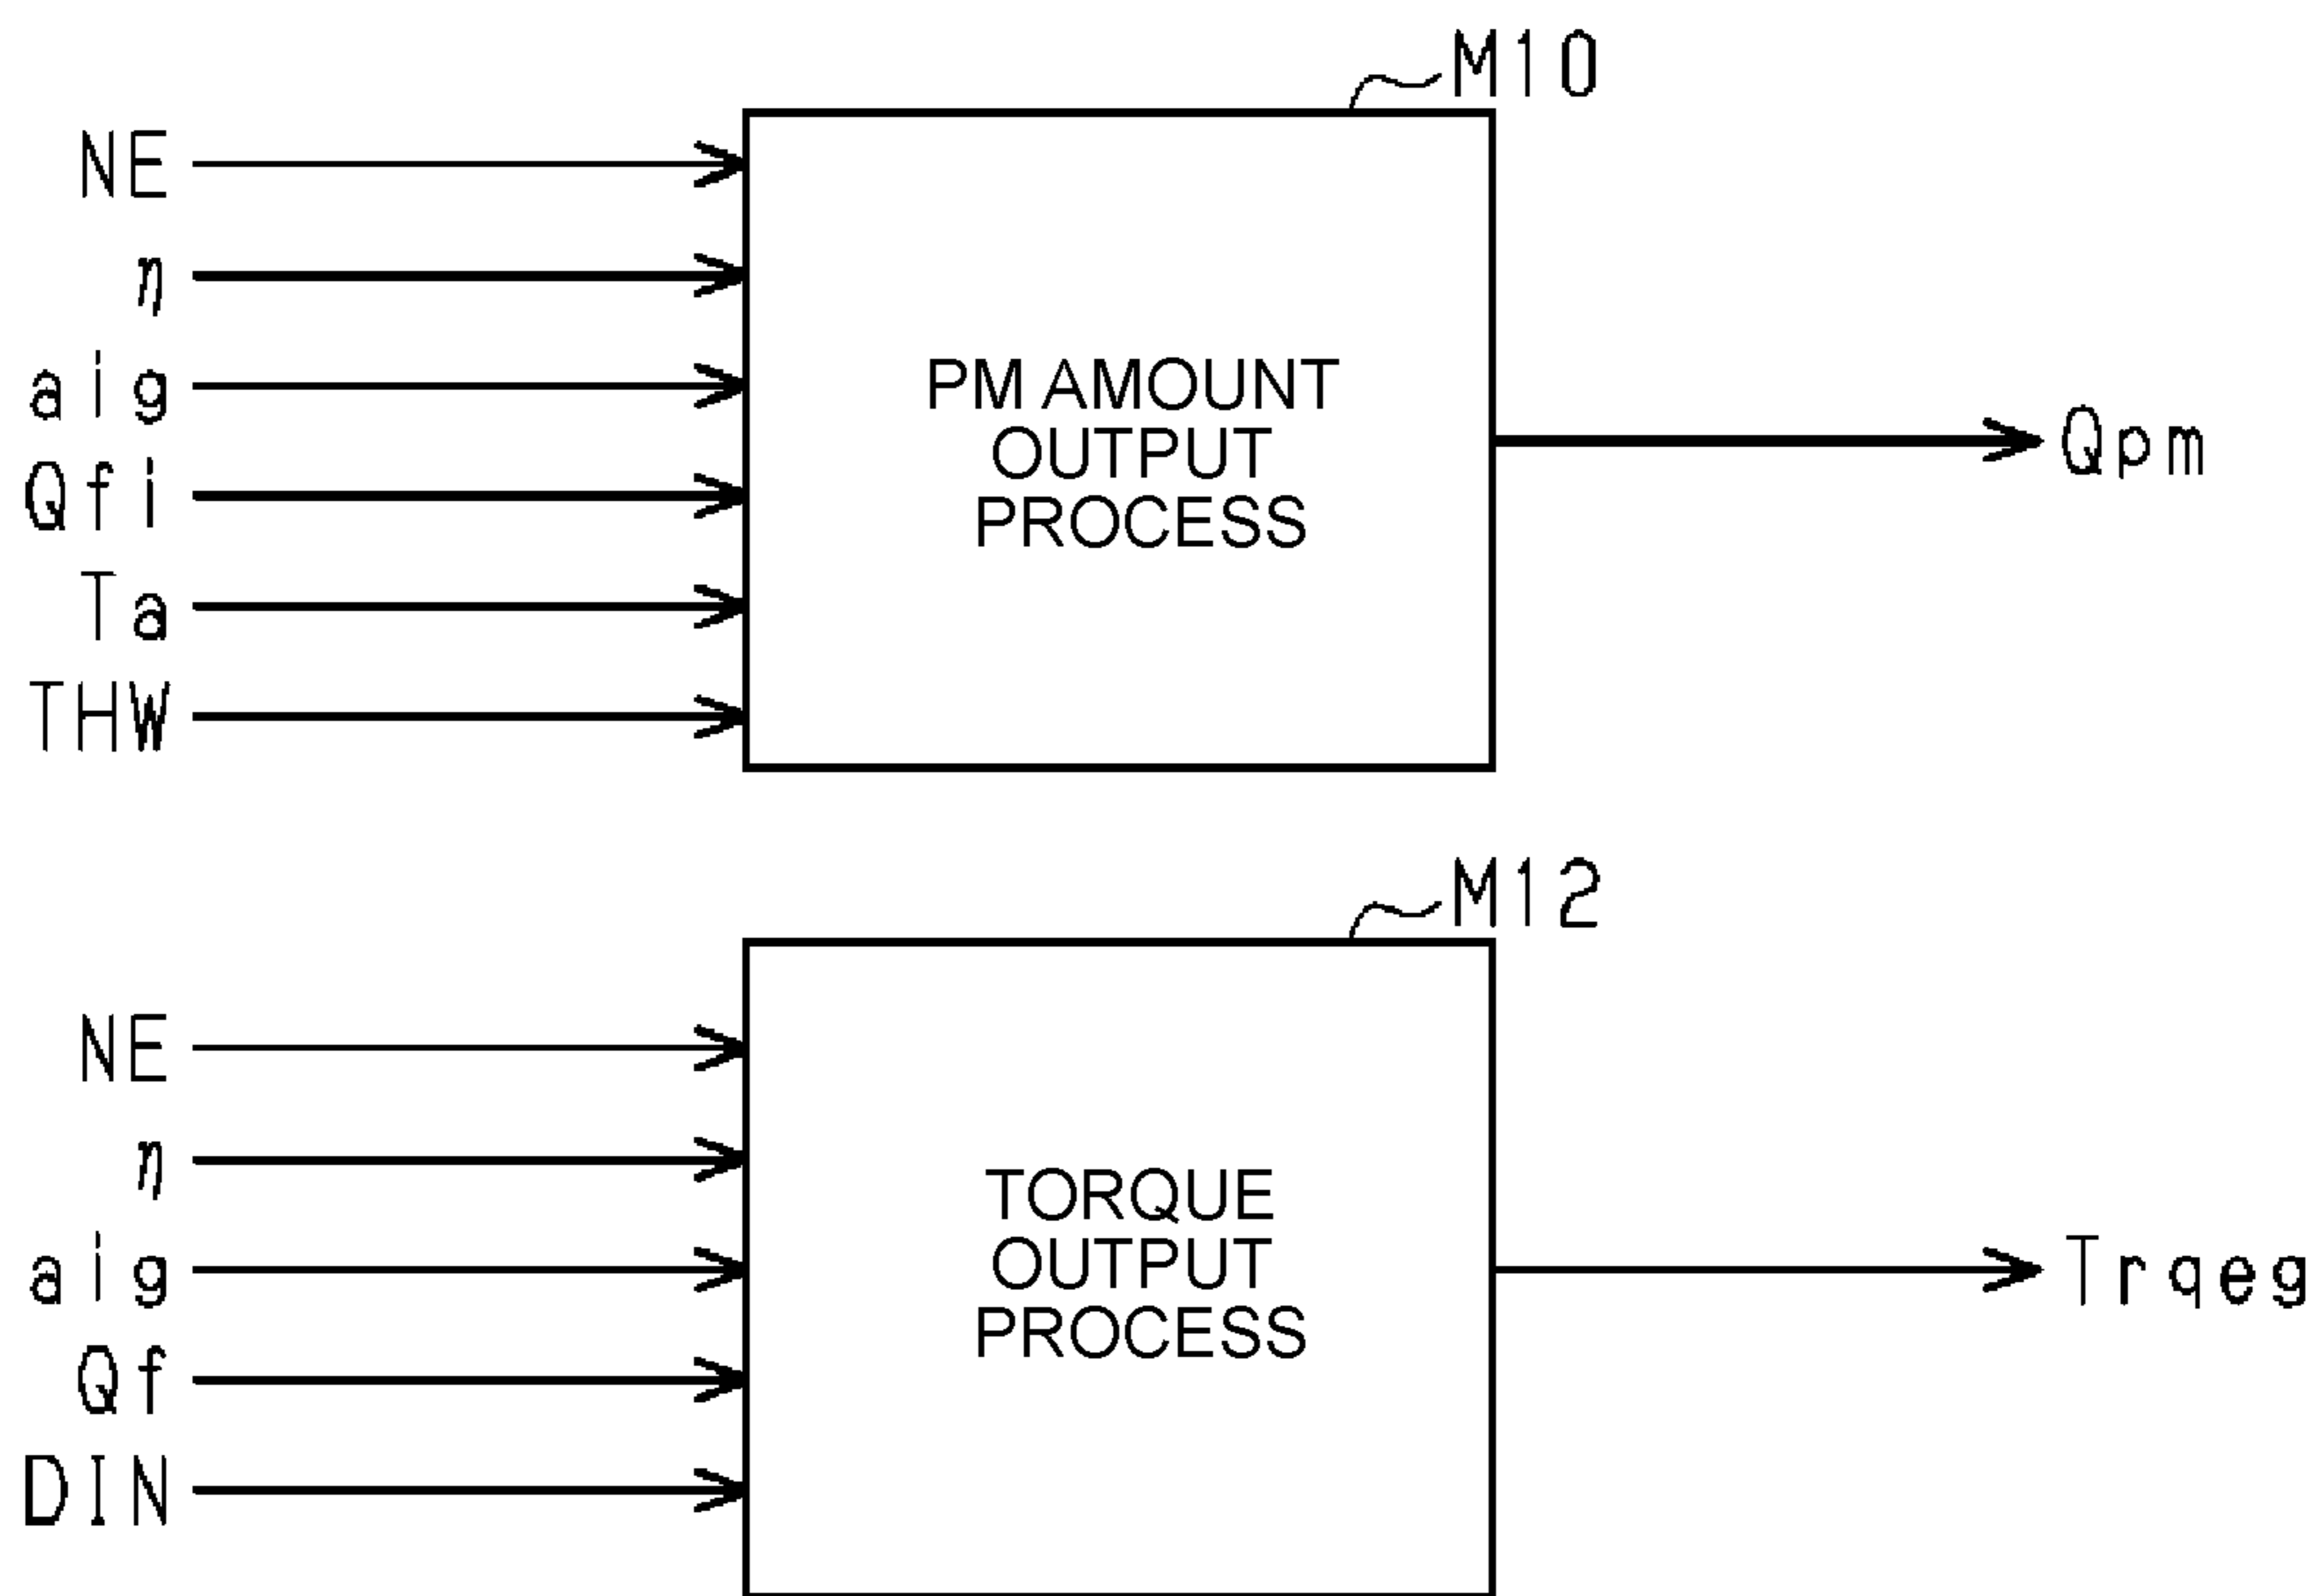 M10
NE
η
aig
Qfi
Ta
THW
PM AMOUNT
OUTPUT
PROCESS
Qpm
M12
NE
η
aig
Qf
DIN
TORQUE
OUTPUT
PROCESS
Trqeg